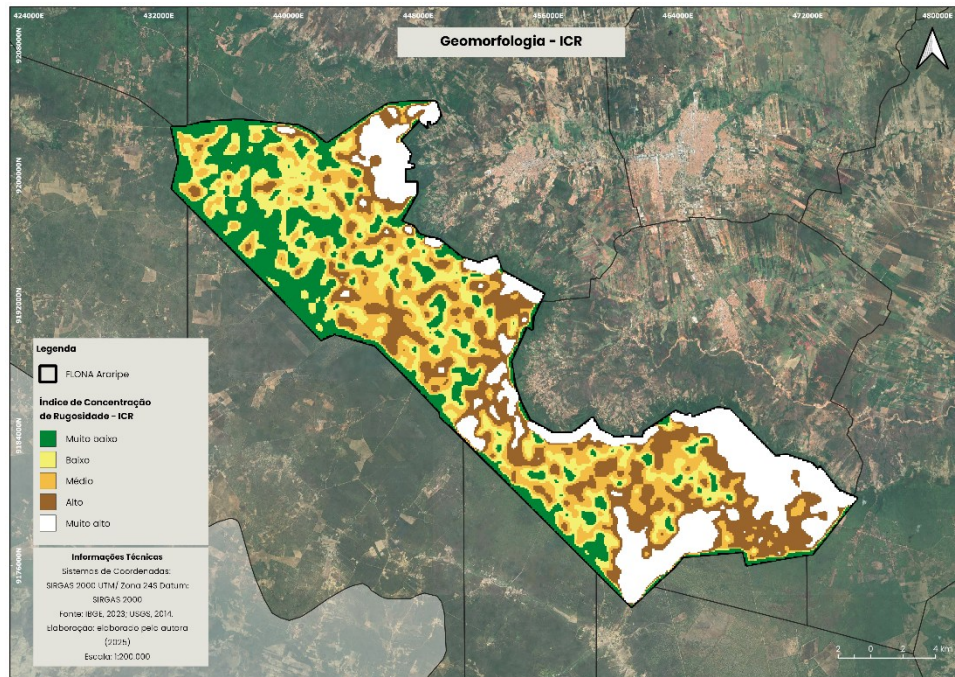 424000E 432000E 440000E 448000E 456000E 464000E 472000E 480000E
Geomorfologia - ICR
9208000N
9200000N
9192000N
9184000N
9176000N
Legenda
FLONA Araripe
Índice de Concentração
de Rugosidade - ICR
Muito baixo
Baixo
Médio
Alto
Muito alto
Informações Técnicas
Sistemas de Coordenadas:
SIRGAS 2000 UTM/ Zona 24S Datum:
SIRGAS 2000
Fonte: IBGE, 2023; USGS, 2014.
Elaboração: elaborado pelo autora
(2025)
Escala: 1:200.000
2 0 2 4 km